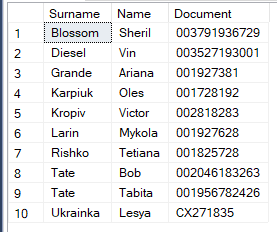 Surname Name Document
1 Blossom Sheril 003791936729
2 Diesel Vin 003527193001
3 Grande Ariana 001927381
4 Karpiuk Oles 001728192
5 Kropiv Victor 002818283
6 Larin Mykola 001927628
7 Rishko Tetiana 001825728
8 Tate Bob 002046183263
9 Tate Tabita 001956782426
10 Ukrainka Lesya CX271835